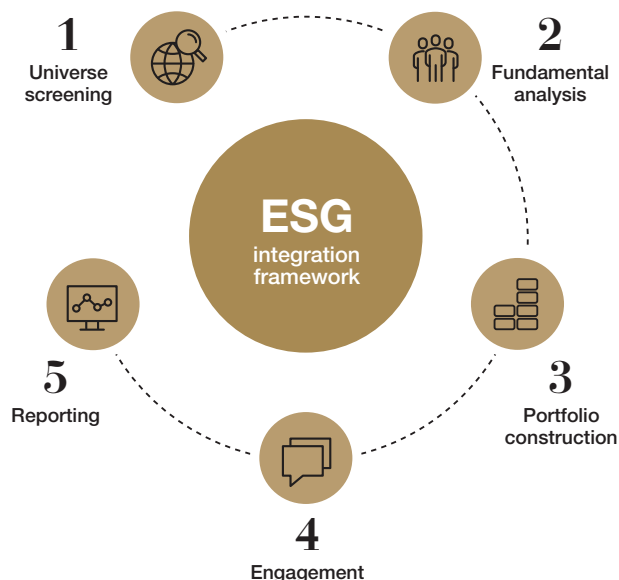 1
Universe
screening
2
Fundamental
analysis
ESG
integration
framework
3
Portfolio
construction
4
Engagement
5
Reporting